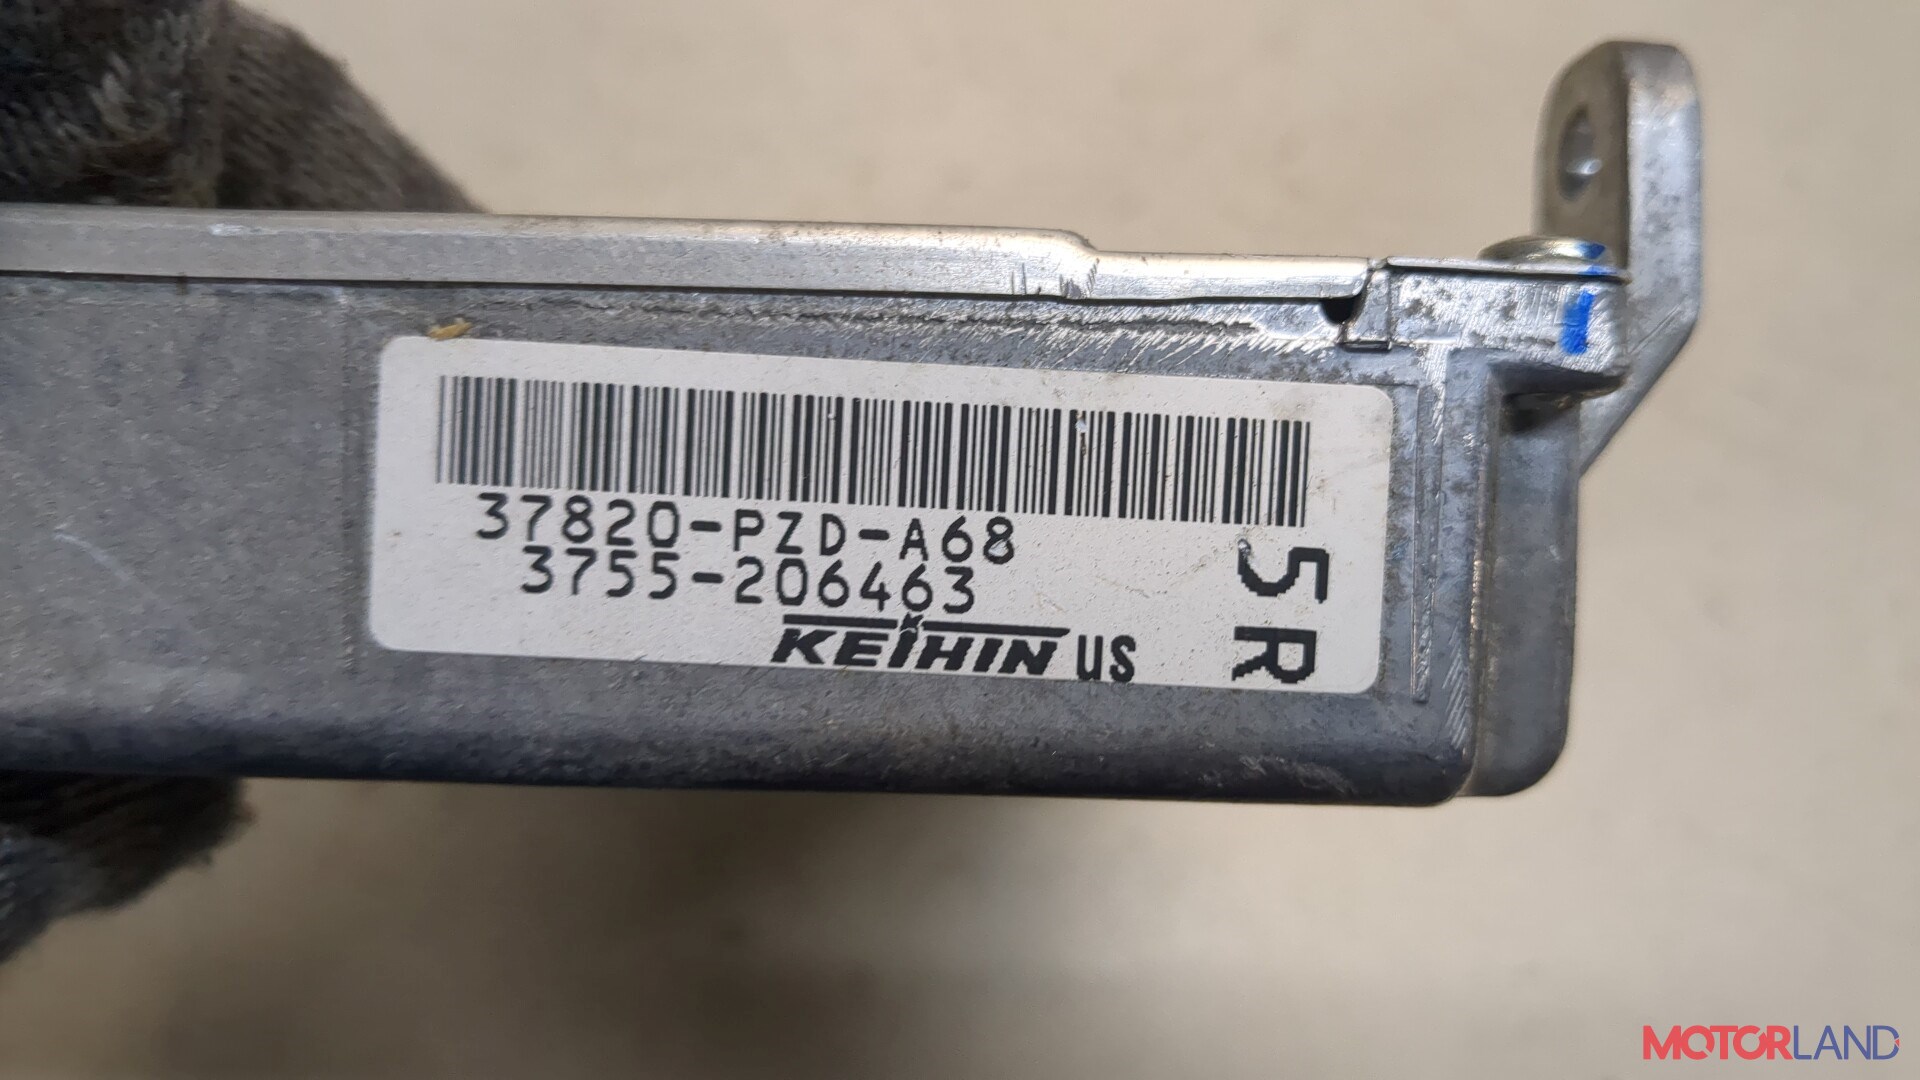 37820-PZD-A68
3755-206463
KEIHIN US
5R
MOTORLAND